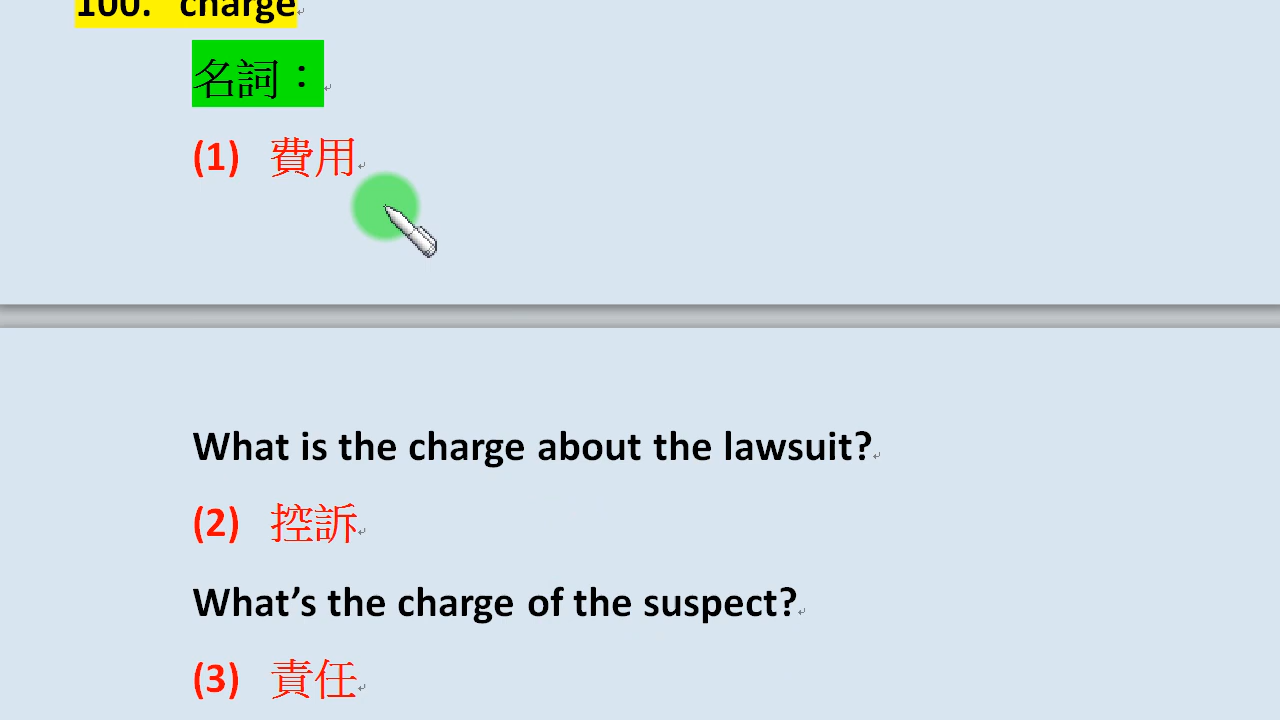 100. charge
名詞：
(1) 費用
What is the charge about the lawsuit?
(2) 控訴
What’s the charge of the suspect?
(3) 責任